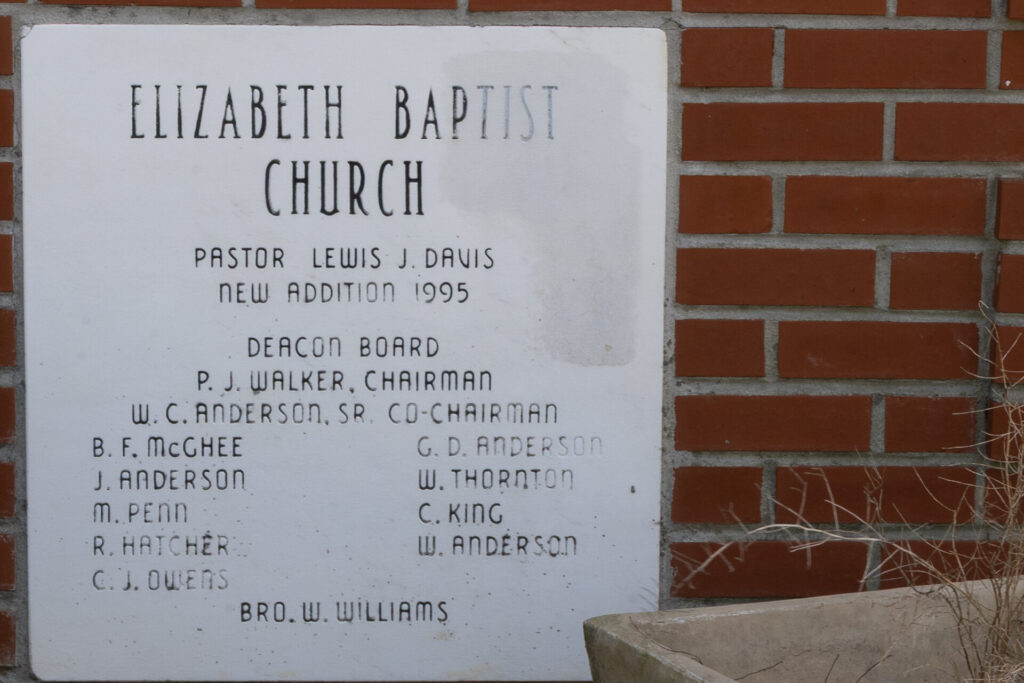 ELIZABETH BAPTIST
CHURCH
PASTOR LEWIS J. DAVIS
NEW ADDITION 1995
DEACON BOARD
P. J. WALKER, CHAIRMAN
W. C. ANDERSON, SR. CO-CHAIRMAN
B. F. McGHEE G. D. ANDERSON
J. ANDERSON W. THORNTON
M. PENN C. KING
R. HATCHER W. ANDERSON
C. J. OWENS
BRO. W. WILLIAMS